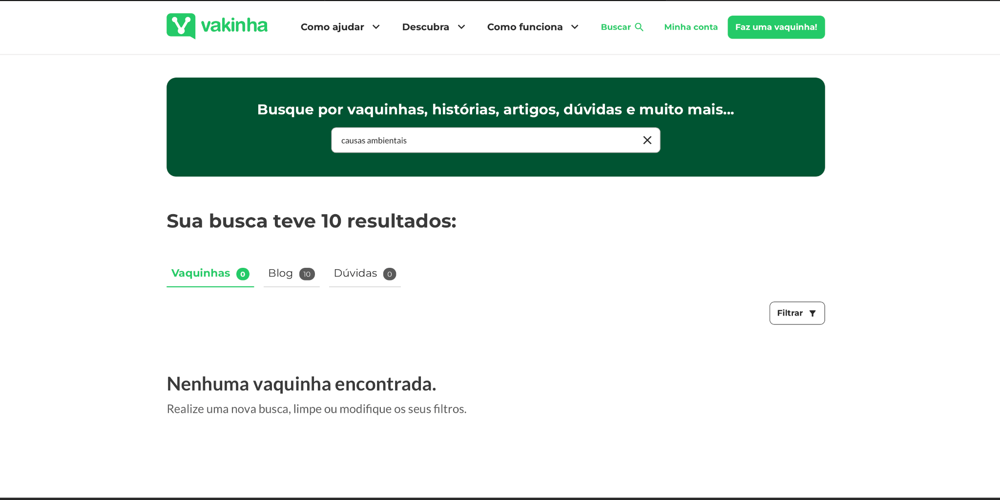 vakinha
Como ajudar
Descubra
Como funciona
Buscar
Minha conta
Faz uma vaquinha!
Busque por vaquinhas, histórias, artigos, dúvidas e muito mais...
causas ambientais
Sua busca teve 10 resultados:
Vaquinhas 0
Blog 10
Dúvidas 0
Filtrar
Nenhuma vaquinha encontrada.
Realize uma nova busca, limpe ou modifique os seus filtros.